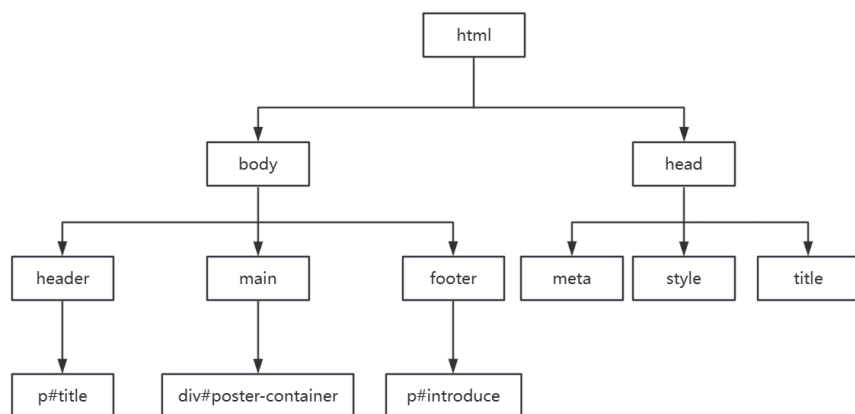 html
body
head
header
main
footer
meta
style
title
p#title
div#poster-container
p#introduce